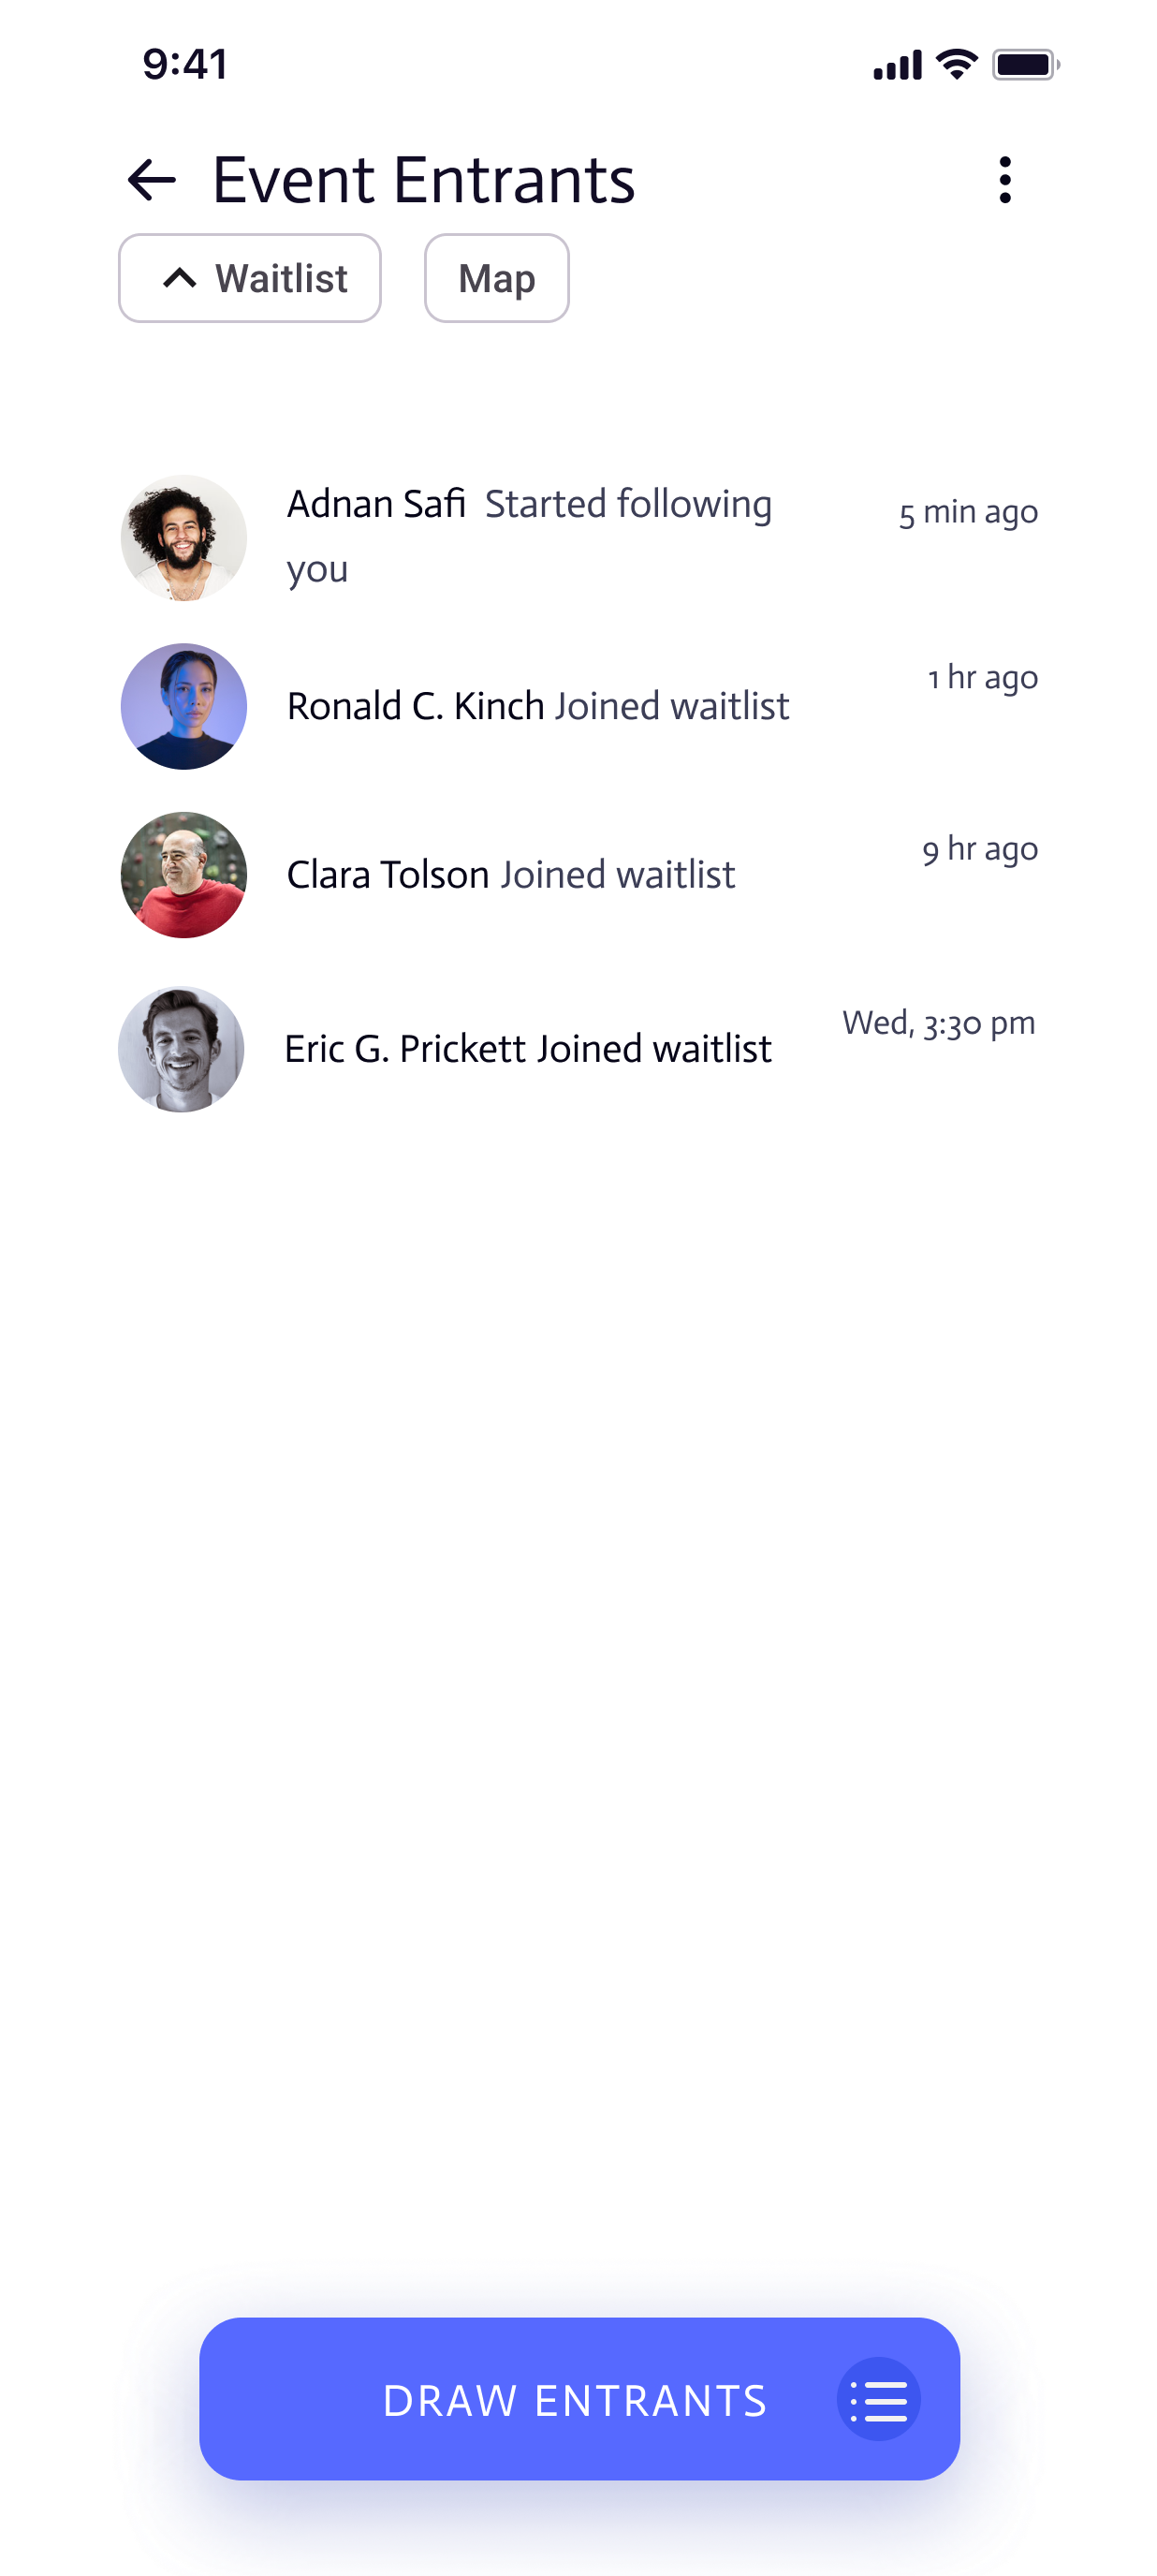 9:41
Event Entrants
Waitlist
Map
Adnan Safi Started following
you
5 min ago
Ronald C. Kinch Joined waitlist
1 hr ago
Clara Tolson Joined waitlist
9 hr ago
Eric G. Prickett Joined waitlist
Wed, 3:30 pm
DRAW ENTRANTS